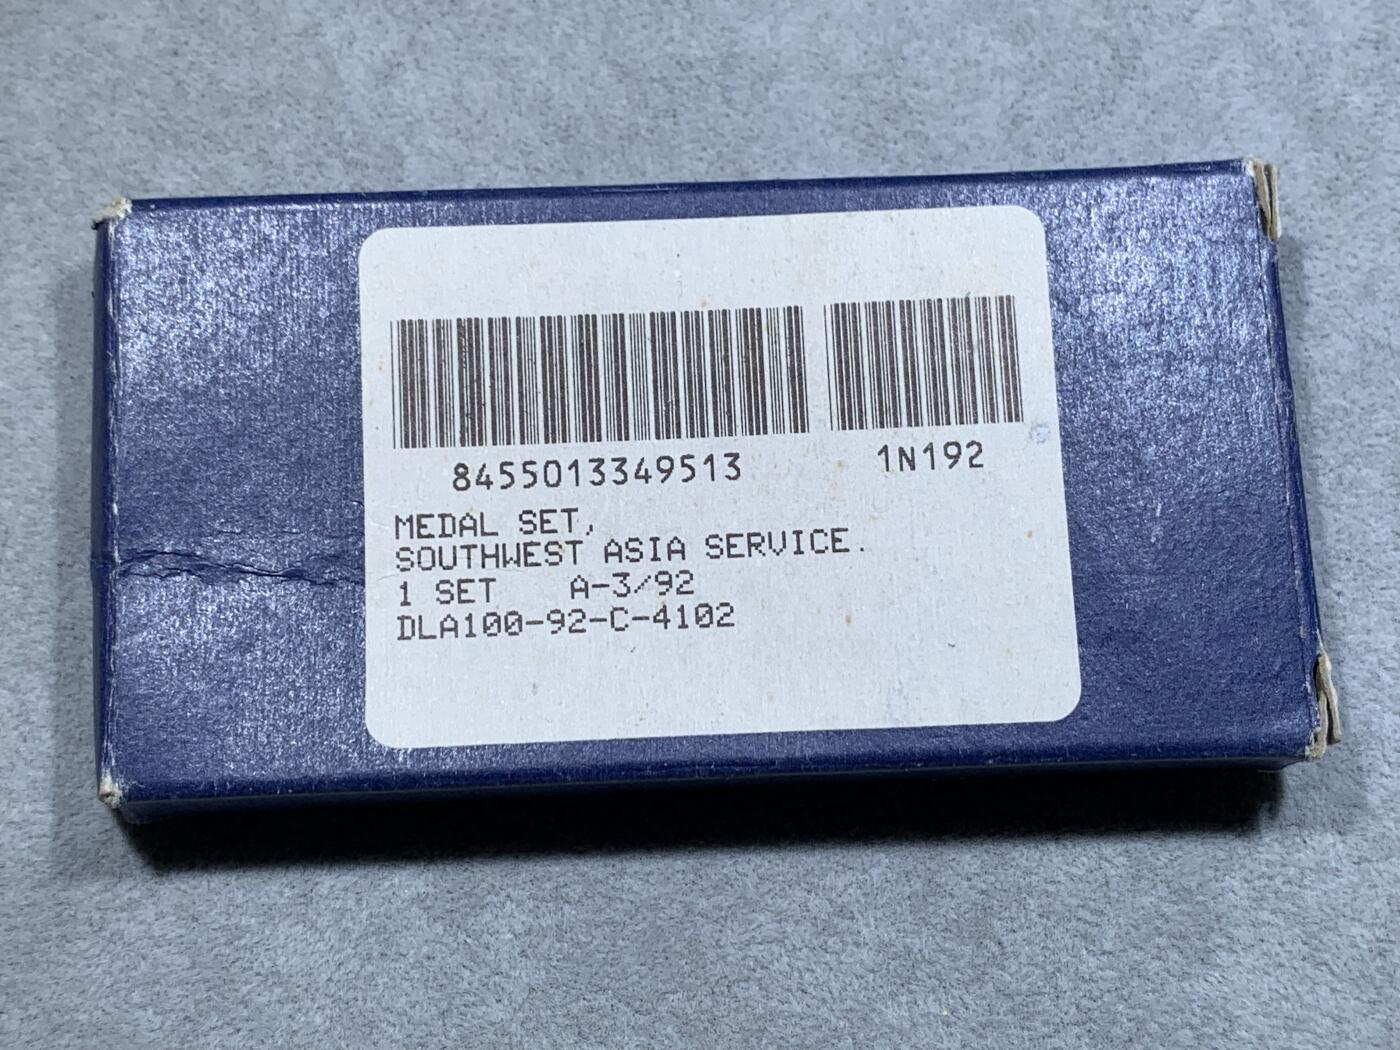 8455013349513 1N192
MEDAL SET,
SOUTHWEST ASIA SERVICE.
1 SET A-3/92
DLA100-92-C-4102